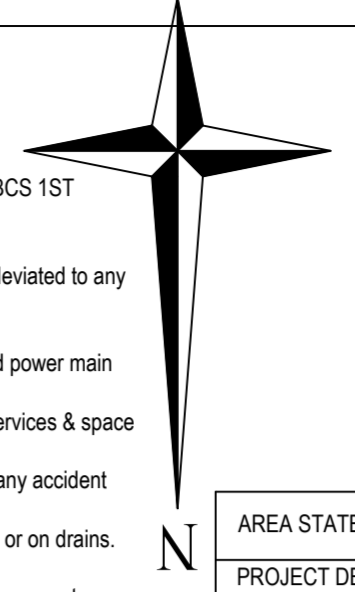 BCS 1ST
deviated to any
power main
ervices & space
any accident
or on drains.
N
AREA STATE
PROJECT DE